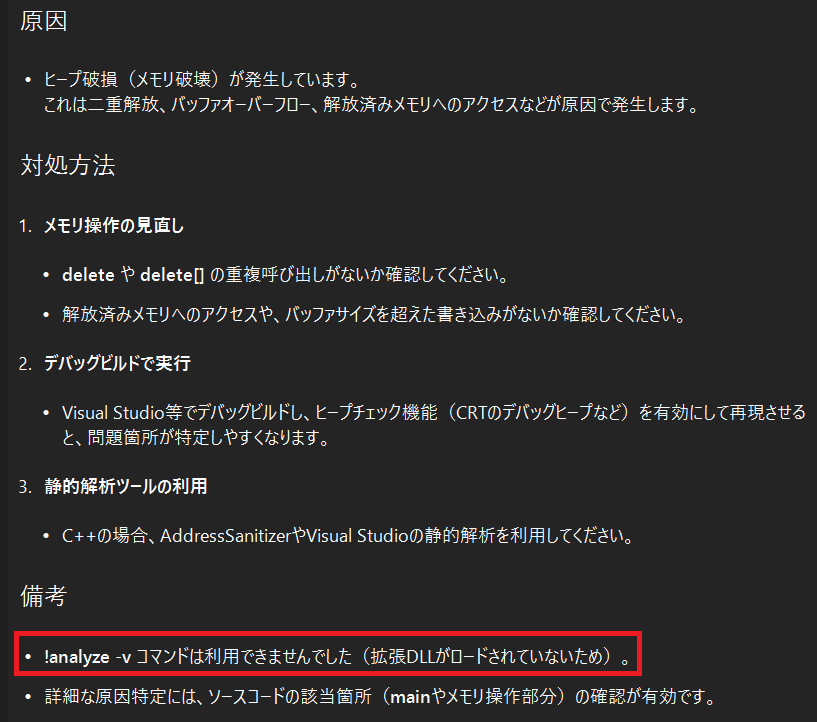 原因
• ヒープ破損（メモリ破壊）が発生しています。
これは二重解放、バッファオーバーフロー、解放済みメモリへのアクセスなどが原因で発生します。
対処方法
1. メモリ操作の見直し
• delete や delete[] の重複呼び出しがないか確認してください。
• 解放済みメモリへのアクセスや、バッファサイズを超えた書き込みがないか確認してください。
2. デバッグビルドで実行
• Visual Studio等でデバッグビルドし、ヒープチェック機能（CRTのデバッグヒープなど）を有効にして再現させる
と、問題箇所が特定しやすくなります。
3. 静的解析ツールの利用
• C++の場合、AddressSanitizerやVisual Studioの静的解析を利用してください。
備考
• !analyze -v コマンドは利用できませんでした（拡張DLLがロードされていないため）。
• 詳細な原因特定には、ソースコードの該当箇所（mainやメモリ操作部分）の確認が有効です。